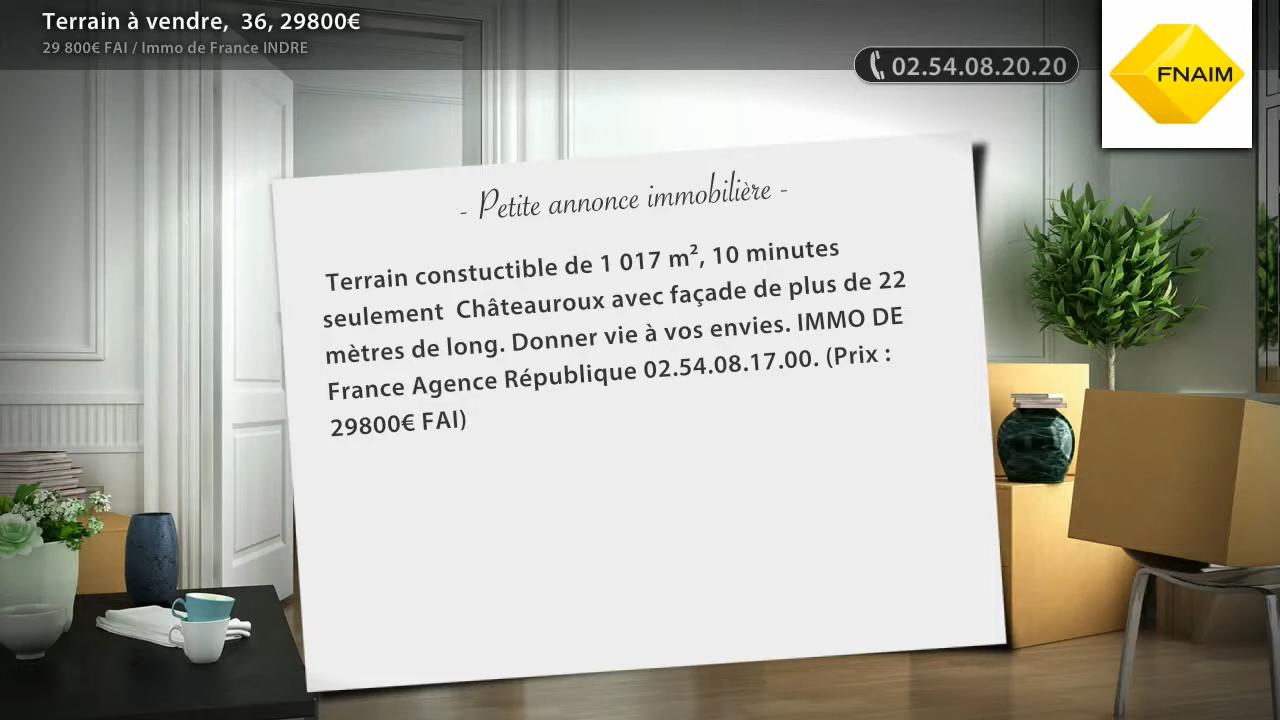 Terrain à vendre,  36, 29800€
29 800€ FAI / Immo de France INDRE
02.54.08.20.20
FNAIM
- Petite annonce immobilière -
Terrain constuctible de 1 017 m², 10 minutes
seulement  Châteauroux avec façade de plus de 22
mètres de long. Donner vie à vos envies. IMMO DE
France Agence République 02.54.08.17.00. (Prix :
29800€ FAI)